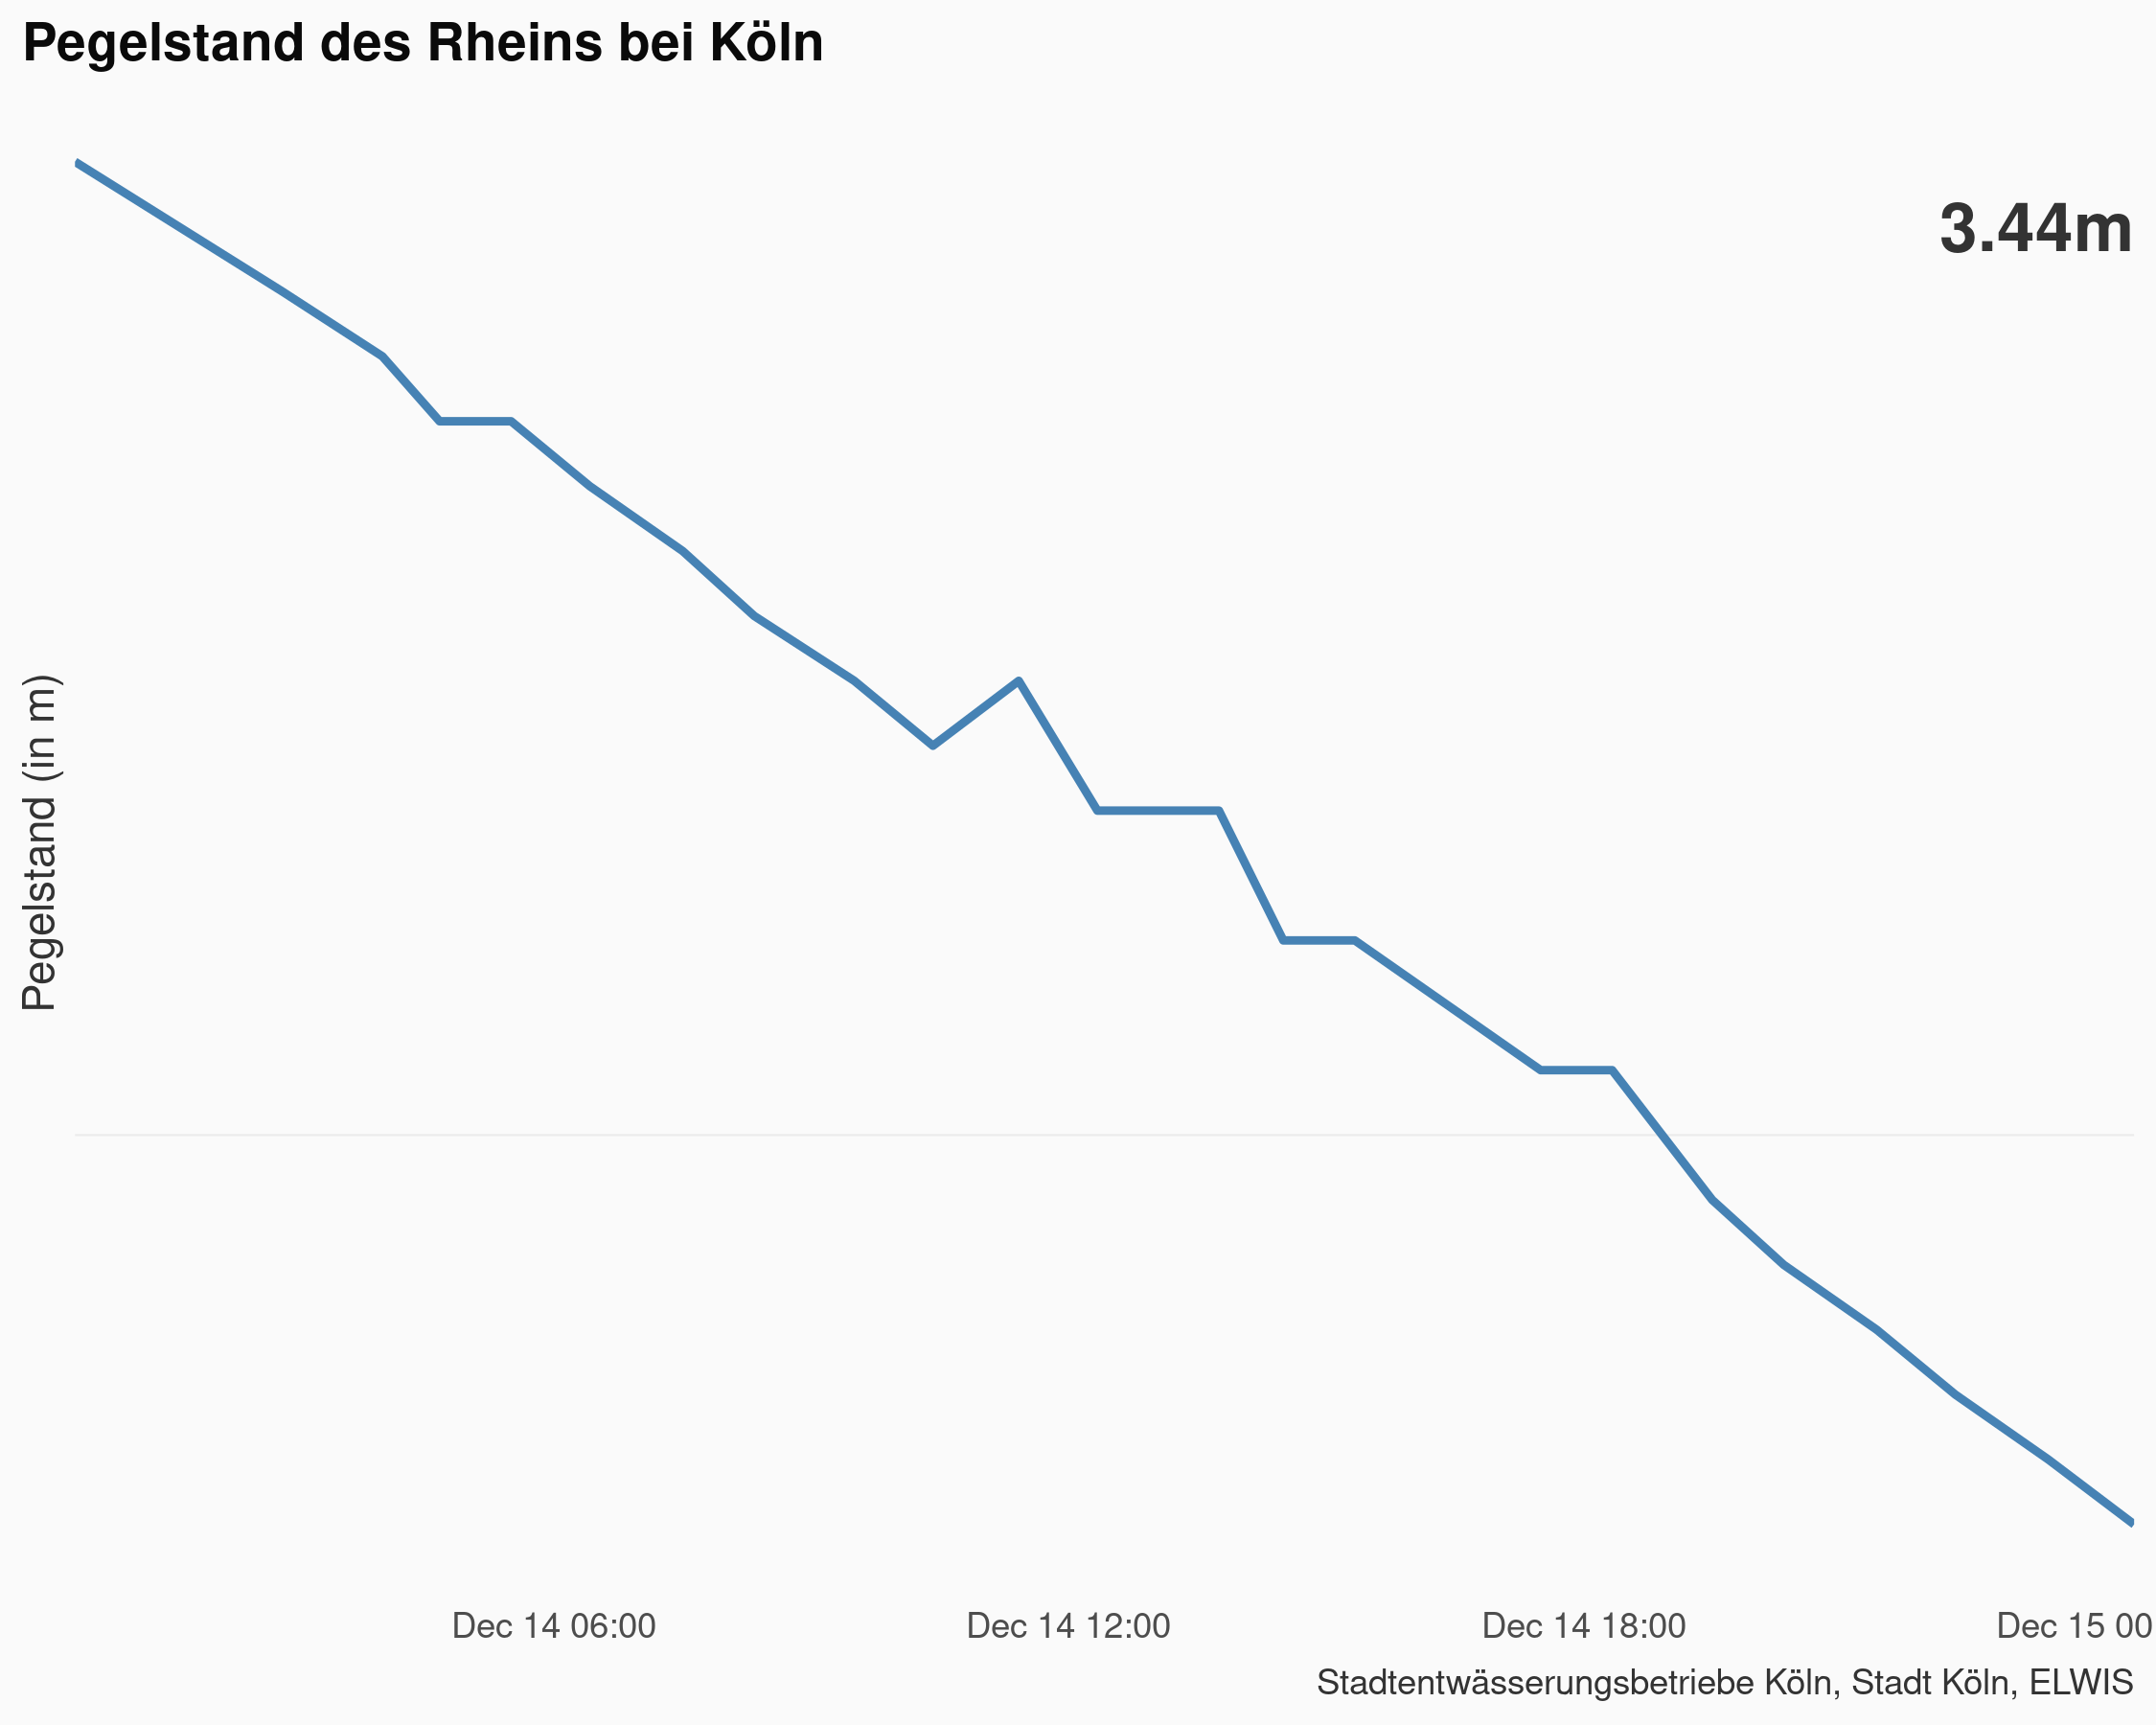 Pegelstand des Rheins bei Köln
3.44m
Pegelstand (in m)
Dec 14 06:00
Dec 14 12:00
Dec 14 18:00
Dec 15 00
Stadtentwässerungsbetriebe Köln, Stadt Köln, ELWIS